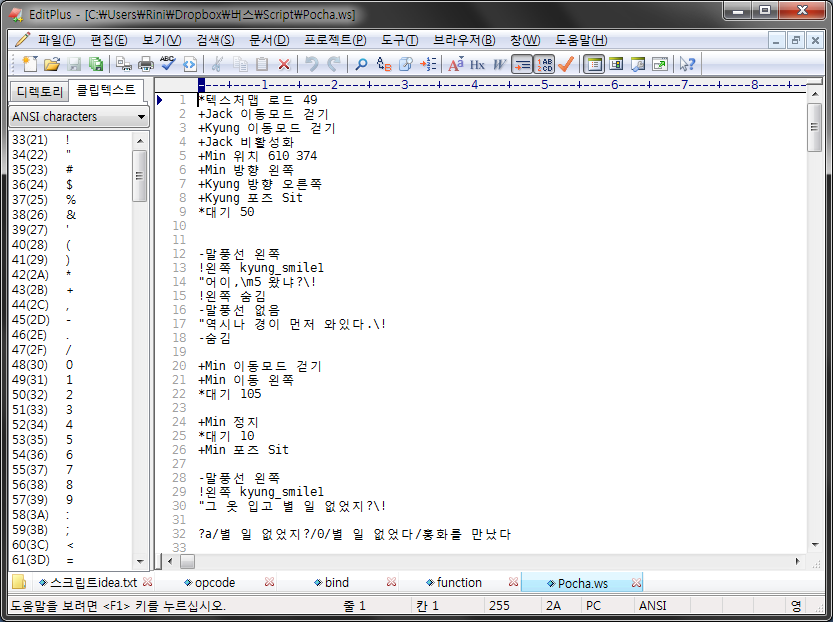 EditPlus - [C:₩Users₩Rini₩Dropbox₩버스₩Script₩Pocha.ws]
파일(F) 편집(E) 보기(V) 검색(S) 문서(D) 프로젝트(P) 도구(T) 브라우저(B) 창(W) 도움말(H)
디렉토리 클립텍스트
ANSI characters
33(21) !
34(22) "
35(23) #
36(24) $
37(25) %
38(26) &
39(27) '
40(28) (
41(29) )
42(2A) *
43(2B) +
44(2C) ,
45(2D) -
46(2E) .
47(2F) /
48(30) 0
49(31) 1
50(32) 2
51(33) 3
52(34) 4
53(35) 5
54(36) 6
55(37) 7
56(38) 8
57(39) 9
58(3A) :
59(3B) ;
60(3C) <
61(3D) =
----+----1----+----2----+----3----+----4----+----5----+----6----+----7----+----8----+--
1 *텍스처맵 로드 49
2 +Jack 이동모드 걷기
3 +Kyung 이동모드 걷기
4 +Jack 비활성화
5 +Min 위치 610 374
6 +Min 방향 왼쪽
7 +Kyung 방향 오른쪽
8 +Kyung 포즈 Sit
9 *대기 50
10
11
12 -말풍선 왼쪽
13 !왼쪽 kyung_smile1
14 "어이,\m5 왔냐?\!
15 !왼쪽 숨김
16 -말풍선 없음
17 "역시나 경이 먼저 와있다.\!
18 -숨김
19
20 +Min 이동모드 걷기
21 +Min 이동 왼쪽
22 *대기 105
23
24 +Min 정지
25 *대기 10
26 +Min 포즈 Sit
27
28 -말풍선 왼쪽
29 !왼쪽 kyung_smile1
30 "그 옷 입고 별 일 없었지?\!
31
32 ?a/별 일 없었지?/0/별 일 없었다/홍화를 만났다
33
스크립트idea.txt opcode bind function Pocha.ws
도움말을 보려면 <F1> 키를 누르십시오. 줄 1 칸 1 255 2A PC ANSI 영